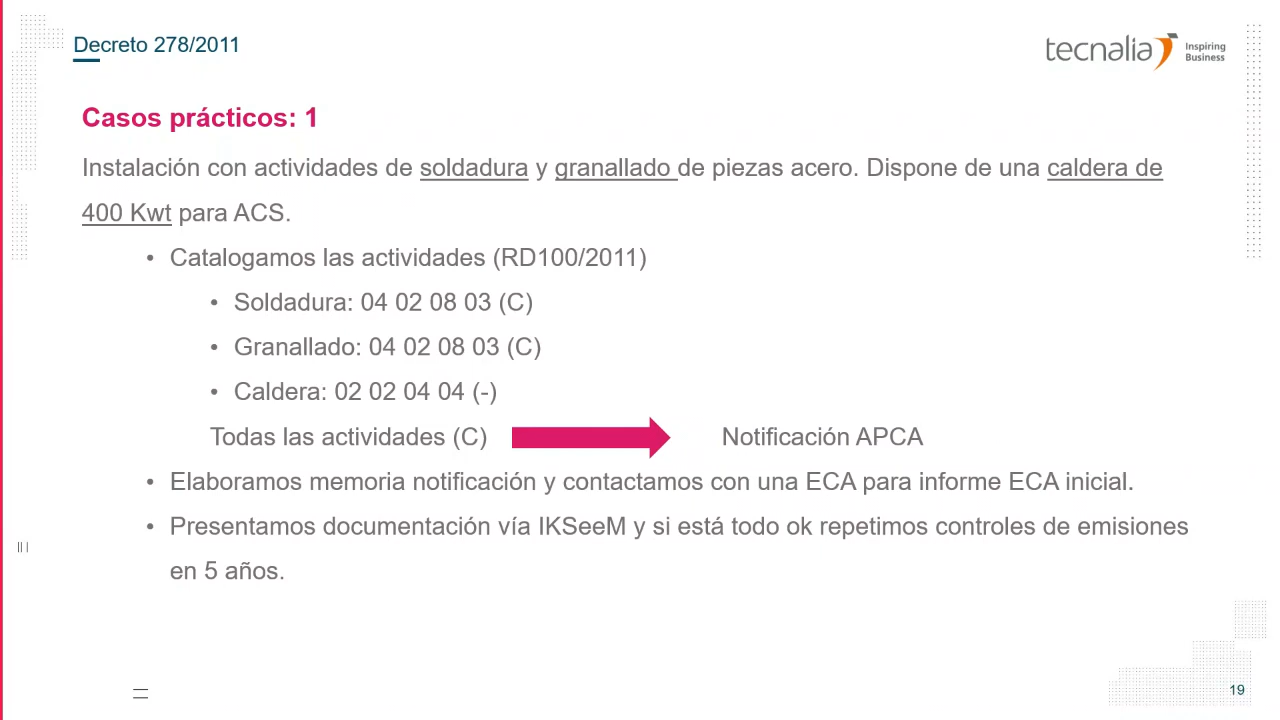 Decreto 278/2011
tecnalia Inspiring
Business
Casos prácticos: 1
Instalación con actividades de soldadura y granallado de piezas acero. Dispone de una caldera de
400 Kwt para ACS.
• Catalogamos las actividades (RD100/2011)
• Soldadura: 04 02 08 03 (C)
• Granallado: 04 02 08 03 (C)
• Caldera: 02 02 04 04 (-)
Todas las actividades (C) Notificación APCA
• Elaboramos memoria notificación y contactamos con una ECA para informe ECA inicial.
• Presentamos documentación vía IKSeeM y si está todo ok repetimos controles de emisiones
en 5 años.
19